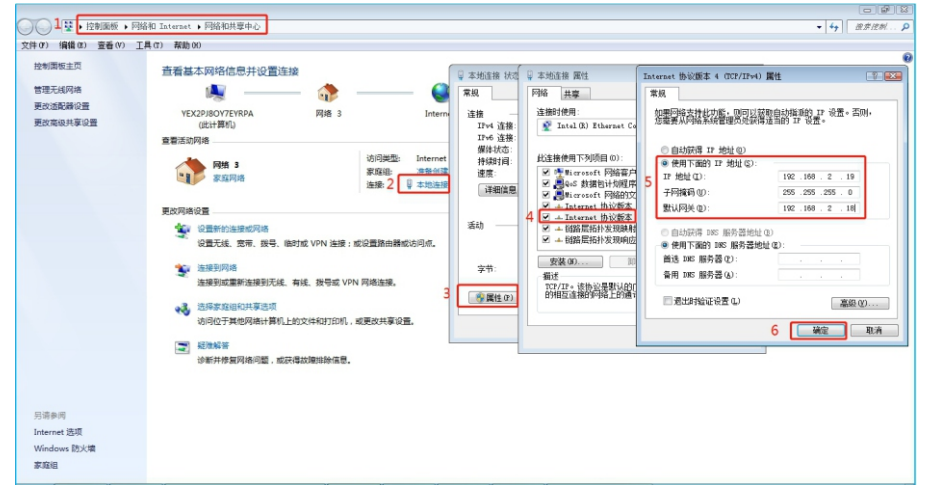 1
控制面板 ▸ 网络和 Internet ▸ 网络和共享中心
文件(F) 编辑(E) 查看(V) 工具(T) 帮助(H)
控制面板主页
管理无线网络
更改适配器设置
更改高级共享设置
查看基本网络信息并设置连接
YEX2PJ8OY7EYRPA
(此计算机)
网络 3
Intern
查看活动网络
网络 3
家庭网络
访问类型: Internet
家庭组: 准备创建
连接: 2 本地连接
更改网络设置
设置新的连接或网络
设置无线、宽带、拨号、临时或 VPN 连接；或设置路由器或访问点。
连接到网络
连接到或重新连接到无线、有线、拨号或 VPN 网络连接。
选择家庭组和共享选项
访问位于其他网络计算机上的文件和打印机，或更改共享设置。
疑难解答
诊断并修复网络问题，或获得故障排除信息。
另请参阅
Internet 选项
Windows 防火墙
家庭组
本地连接 状态
常规
连接
IPv4 连接:
IPv6 连接:
媒体状态:
持续时间:
速度:
详细信息
活动
字节:
3 属性(P)
本地连接 属性
网络 共享
连接时使用:
Intel(R) Ethernet Co
此连接使用下列项目(O):
Microsoft 网络客户
QoS 数据包计划程序
Microsoft 网络的文
Internet 协议版本
4 Internet 协议版本
链路层拓扑发现映射
链路层拓扑发现响应
安装(N)...
描述
TCP/IP。该协议是默认的广
的相互连接的网络上的通讯
Internet 协议版本 4 (TCP/IPv4) 属性
常规
如果网络支持此功能，则可以获取自动指派的 IP 设置。否则，
您需要从网络系统管理员处获得适当的 IP 设置。
自动获得 IP 地址(O)
使用下面的 IP 地址(S):
5
IP 地址(I): 192 .168 . 2 . 19
子网掩码(U): 255 .255 .255 . 0
默认网关(D): 192 .168 . 2 . 18
自动获得 DNS 服务器地址(B)
使用下面的 DNS 服务器地址(E):
首选 DNS 服务器(P):
备用 DNS 服务器(A):
退出时验证设置(L)
高级(V)...
6 确定 取消